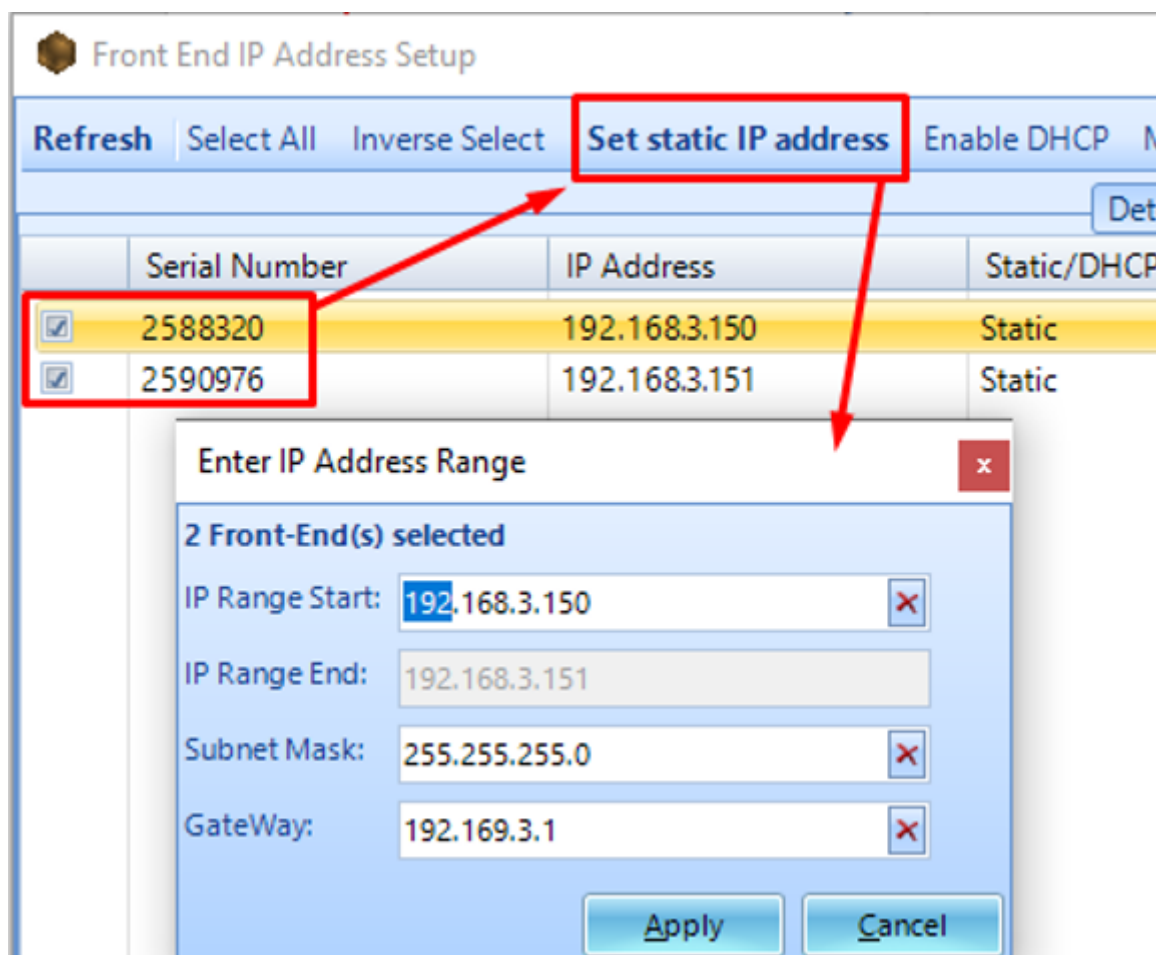 Front End IP Address Setup
Refresh Select All Inverse Select Set static IP address Enable DHCP
Serial Number IP Address Static/DHCP
2588320 192.168.3.150 Static
2590976 192.168.3.151 Static
Enter IP Address Range x
2 Front-End(s) selected
IP Range Start: 192.168.3.150
IP Range End: 192.168.3.151
Subnet Mask: 255.255.255.0
GateWay: 192.169.3.1
Apply Cancel